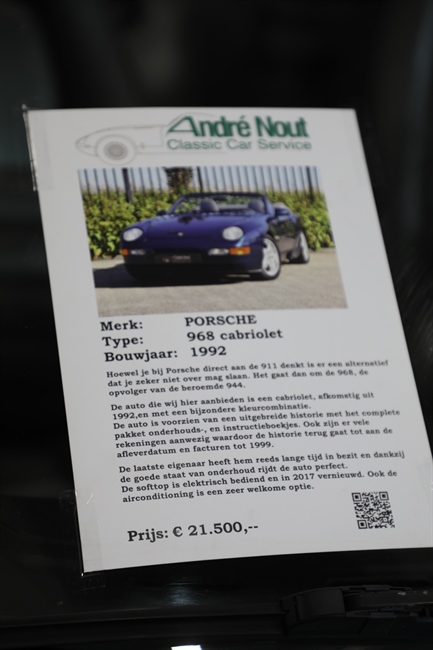 André Nout
Classic Car Service
Merk: PORSCHE
Type: 968 cabriolet
Bouwjaar: 1992
Hoewel je bij Porsche direct aan de 911 denkt is er een alternatief
dat je zeker niet over mag slaan. Het gaat dan om de 968, de
opvolger van de beroemde 944.
De auto die wij hier aanbieden is een cabriolet, afkomstig uit
1992,en met een bijzondere kleurcombinatie.
De auto is voorzien van een uitgebreide historie met het complete
pakket onderhouds-, en instructieboekjes. Ook zijn er vele
rekeningen aanwezig waardoor de historie terug gaat tot aan de
afleverdatum en facturen tot 1999.
De laatste eigenaar heeft hem reeds lange tijd in bezit en dankzij
de goede staat van onderhoud rijdt de auto perfect.
De softtop is elektrisch bediend en in 2017 vernieuwd. Ook de
airconditioning is een zeer welkome optie.
Prijs: € 21.500,--